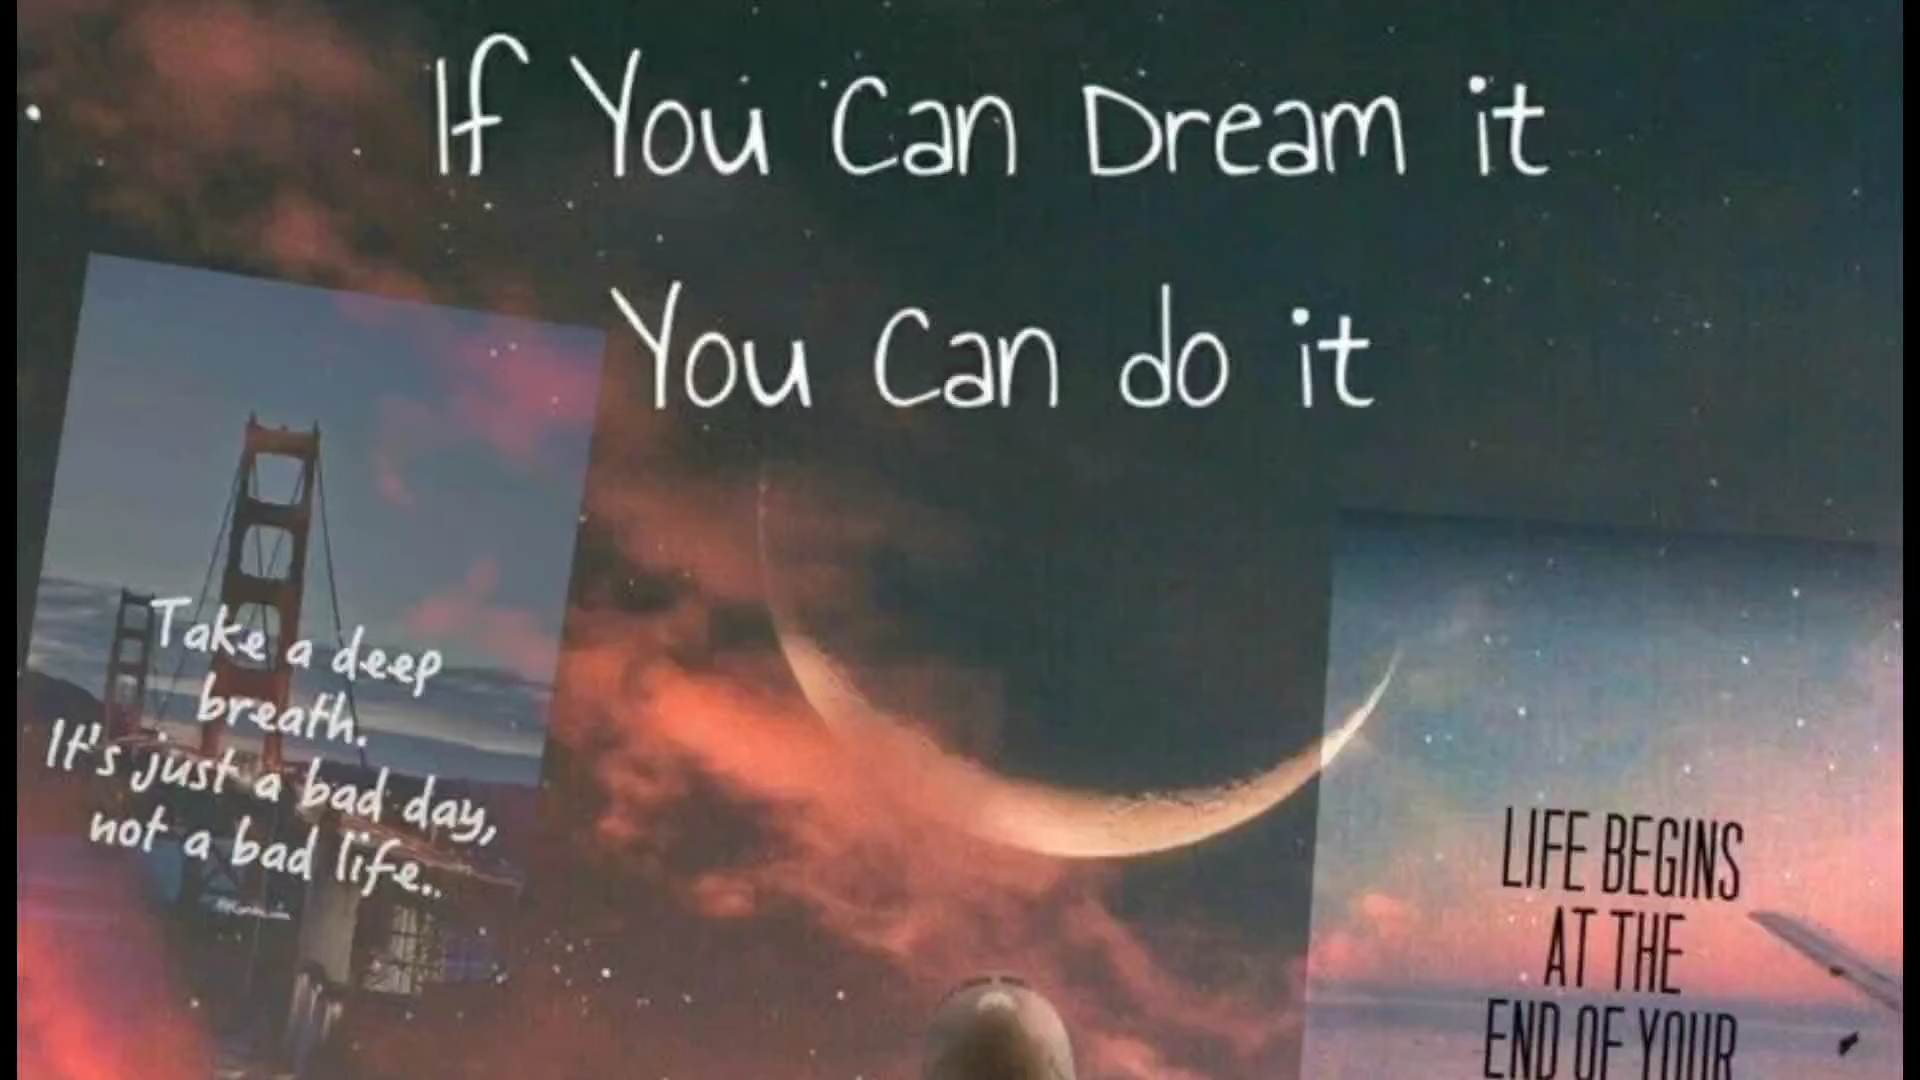 If You Can Dream it
You Can do it
Take a deep
breath.
It's just a bad day,
not a bad life..
LIFE BEGINS
AT THE
END OF YOUR